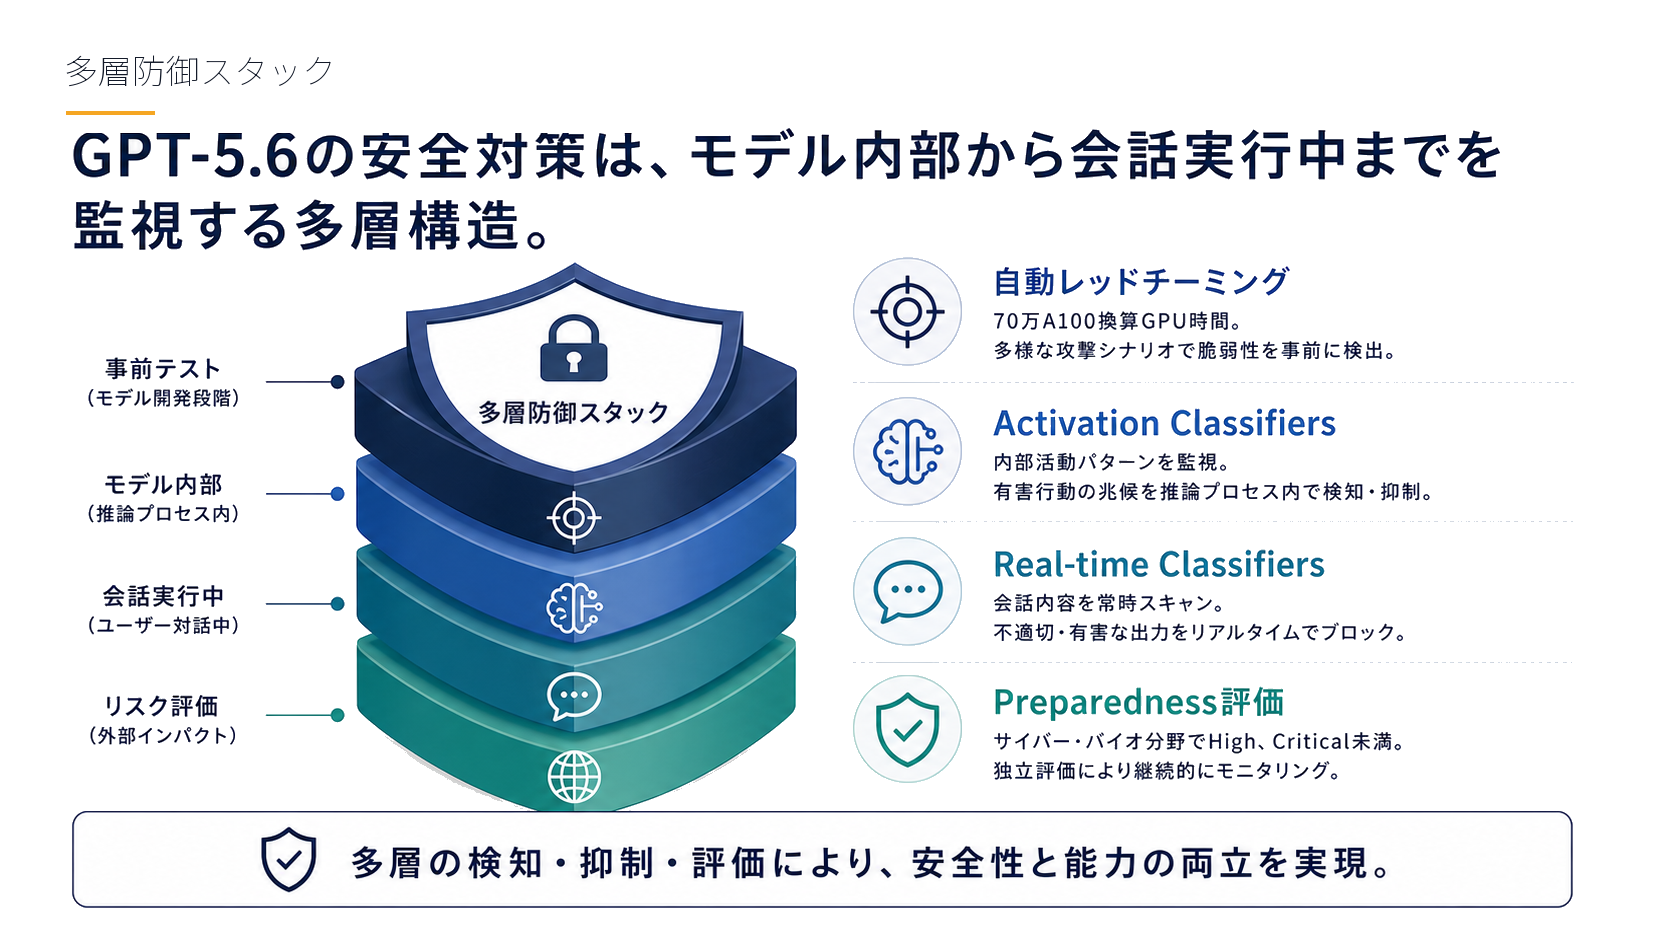 多層防御スタック
GPT-5.6の安全対策は、モデル内部から会話実行中までを
監視する多層構造。
多層防御スタック
事前テスト
（モデル開発段階）
モデル内部
（推論プロセス内）
会話実行中
（ユーザー対話中）
リスク評価
（外部インパクト）
自動レッドチーミング
70万A100換算GPU時間。
多様な攻撃シナリオで脆弱性を事前に検出。
Activation Classifiers
内部活動パターンを監視。
有害行動の兆候を推論プロセス内で検知・抑制。
Real-time Classifiers
会話内容を常時スキャン。
不適切・有害な出力をリアルタイムでブロック。
Preparedness評価
サイバー・バイオ分野でHigh、Critical未満。
独立評価により継続的にモニタリング。
多層の検知・抑制・評価により、安全性と能力の両立を実現。